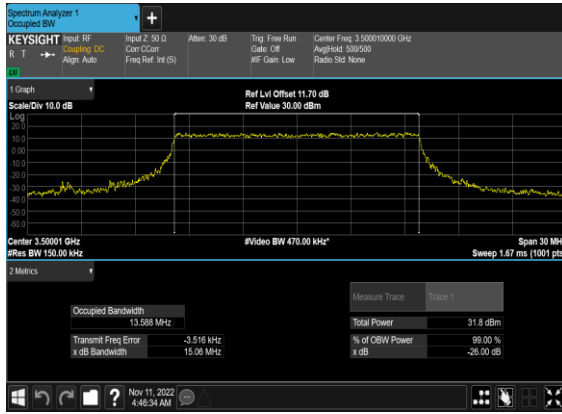 Spectrum Analyzer 1
Occupied BW
+
KEYSIGHT Input: RF Input Z: 50 Ω Atten: 30 dB Trig: Free Run Center Freq: 3.500010000 GHz
R T Coupling: DC Corr CCorr Gate: Off Avg|Hold: 500/500
Align: Auto Freq Ref: Int (S) #IF Gain: Low Radio Std: None
1 Graph
Ref Lvl Offset 11.70 dB
Scale/Div 10.0 dB Ref Value 30.00 dBm
Log
20.0
10.0
0.00
-10.0
-20.0
-30.0
-40.0
-50.0
-60.0
Center 3.50001 GHz #Video BW 470.00 kHz* Span 30 MH
#Res BW 150.00 kHz Sweep 1.67 ms (1001 pts
2 Metrics
Measure Trace Trace 1
Occupied Bandwidth
13.588 MHz Total Power 31.8 dBm
Transmit Freq Error -3.516 kHz % of OBW Power 99.00 %
x dB Bandwidth 15.06 MHz x dB -26.00 dB
? Nov 11, 2022
4:46:34 AM